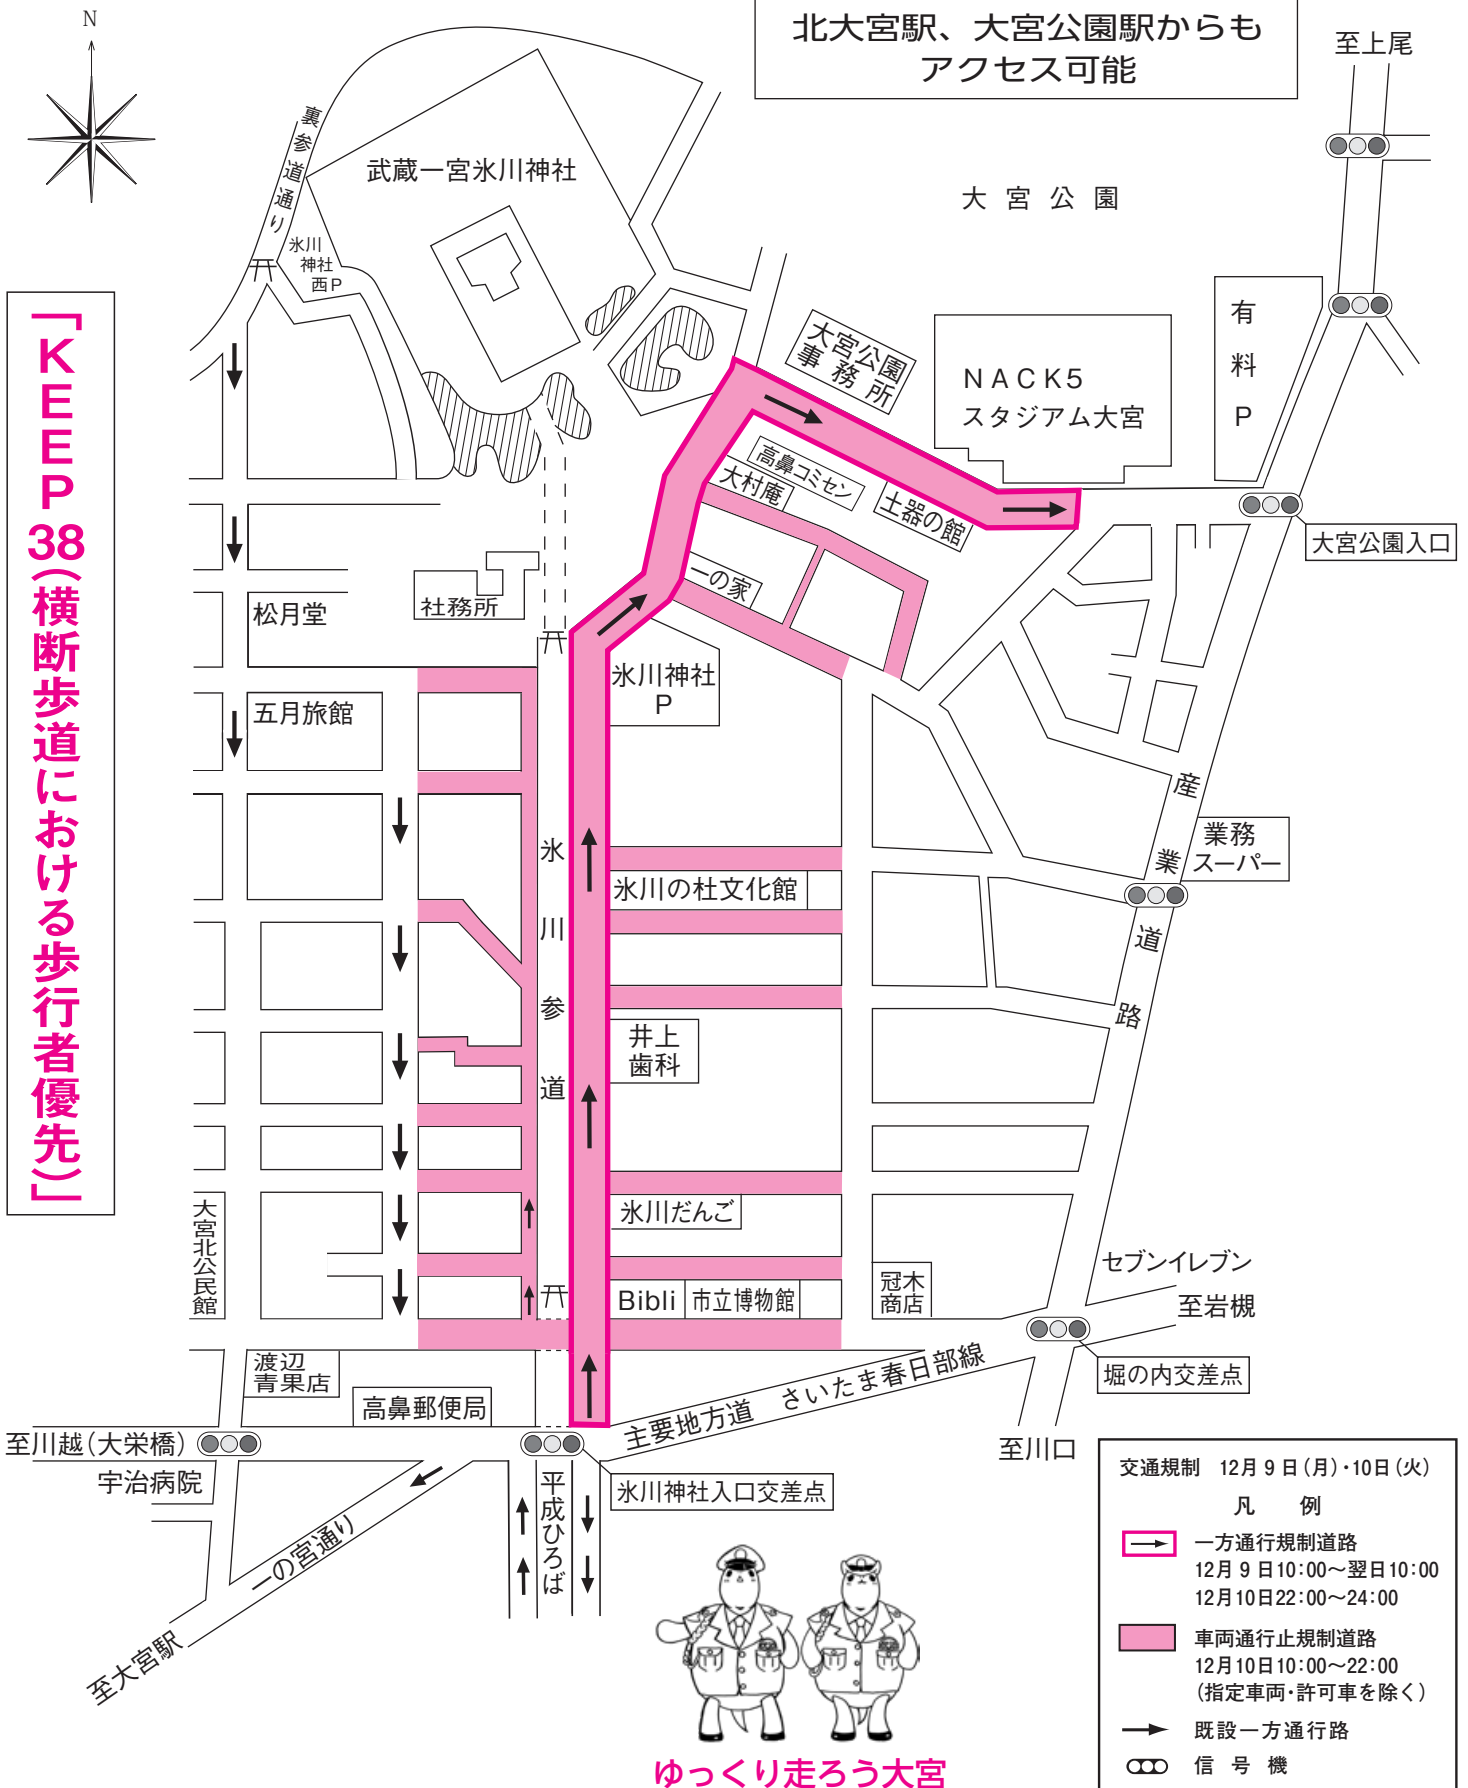 N
北大宮駅、大宮公園駅からも
アクセス可能
至上尾
裏参道通り
武蔵一宮氷川神社
大宮公園
氷川
神社
西P
「KEEP38(横断歩道における歩行者優先)」
大宮公園
事務所
NACK5
スタジアム大宮
有料P
高鼻コミセン
大村庵
土器の館
大宮公園入口
一の家
松月堂
社務所
氷川神社
P
五月旅館
産業道路
業務
スーパー
氷川参道
氷川の杜文化館
井上
歯科
大宮北公民館
氷川だんご
セブンイレブン
至岩槻
Bibli
市立博物館
冠木
商店
堀の内交差点
渡辺
青果店
高鼻郵便局
主要地方道 さいたま春日部線
至川口
至川越(大栄橋)
宇治病院
平成ひろば
氷川神社入口交差点
一の宮通り
至大宮駅
ゆっくり走ろう大宮
交通規制 12月9日(月)・10日(火)
凡 例
一方通行規制道路
12月9日10:00〜翌日10:00
12月10日22:00〜24:00
車両通行止規制道路
12月10日10:00〜22:00
(指定車両・許可車を除く)
既設一方通行路
信号機